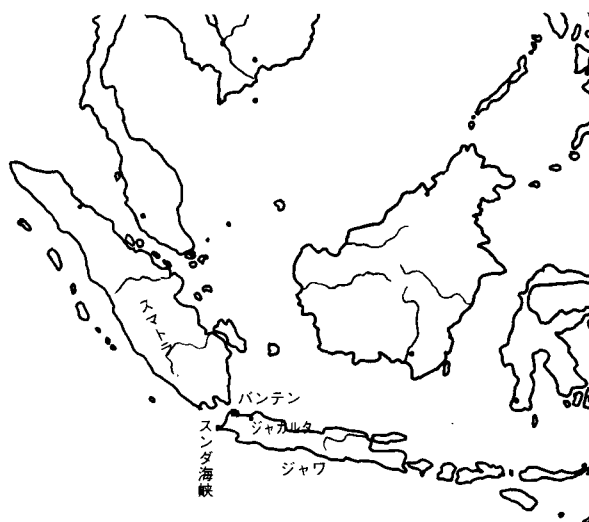 スマトラ
バンテン
ジャカルタ
スンダ海峡
ジャワ